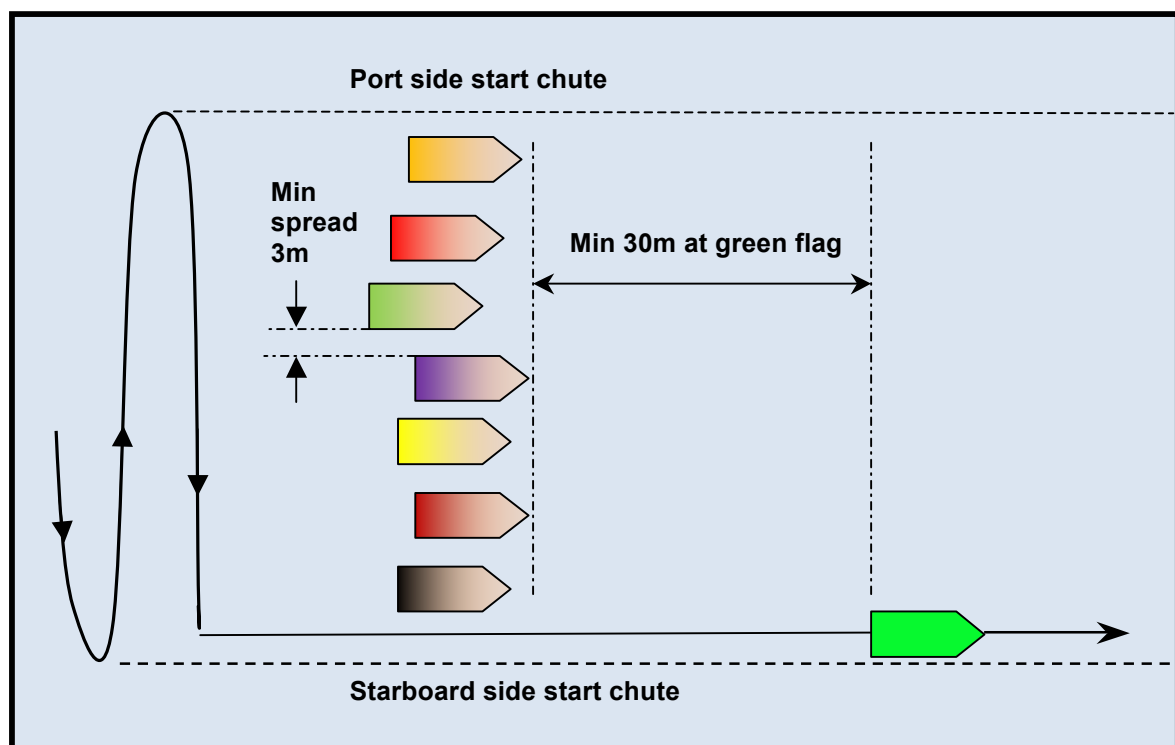 Port side start chute
Min
spread
3m
Min 30m at green flag
Starboard side start chute